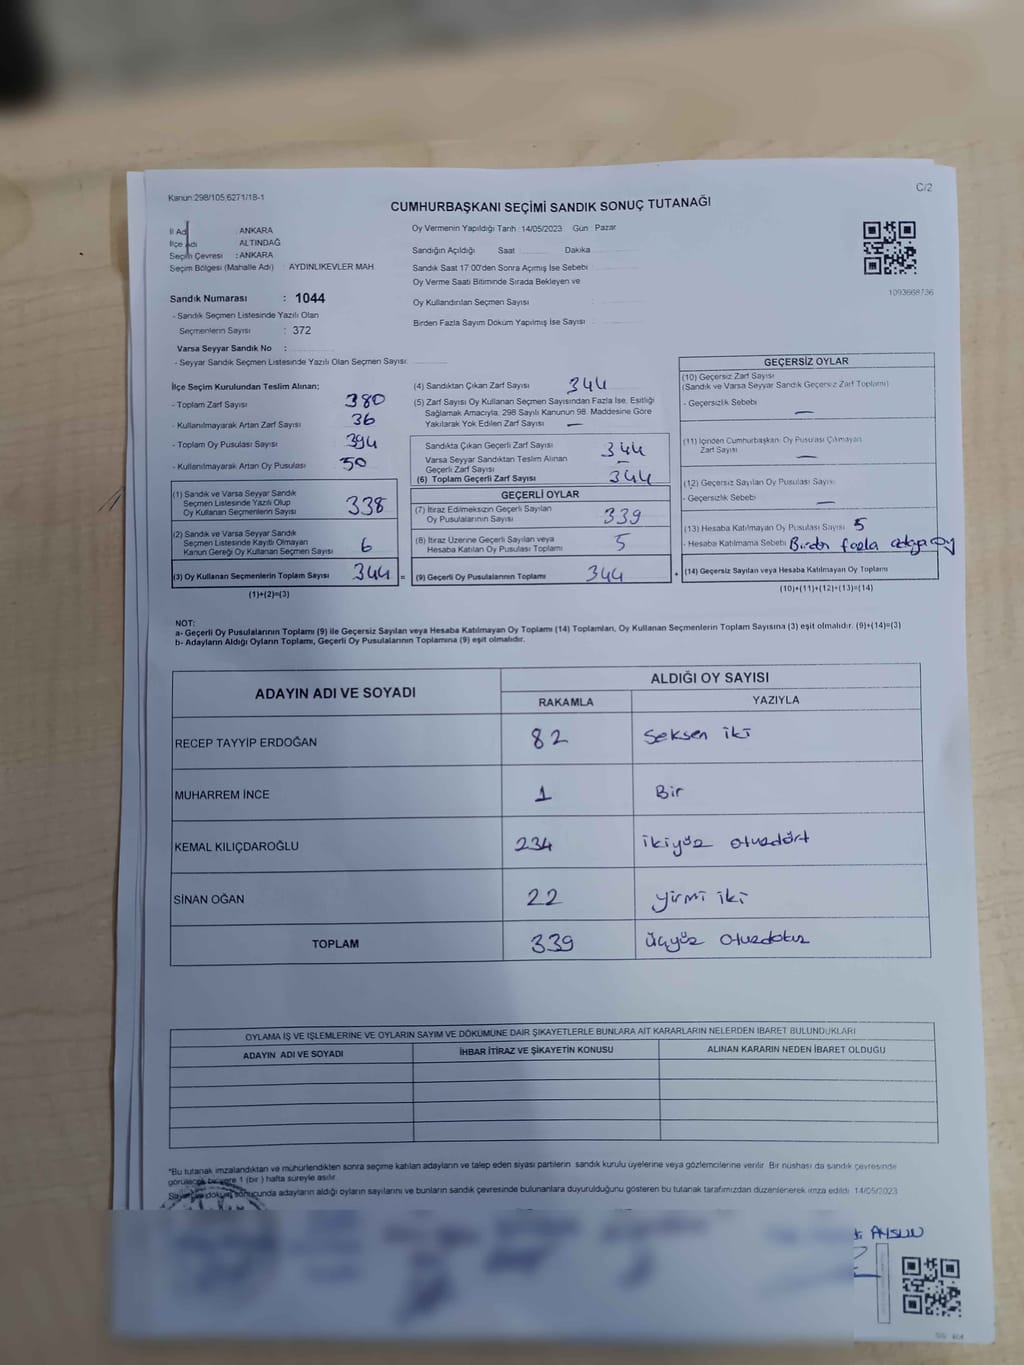 Kanun:298/105,6271/18-1
C/2
CUMHURBAŞKANI SEÇİMİ SANDIK SONUÇ TUTANAĞI
İl Adı : ANKARA
İlçe Adı : ALTINDAĞ
Seçim Çevresi : ANKARA
Seçim Bölgesi (Mahalle Adı) : AYDINLIKEVLER MAH.
Sandık Numarası : 1044
- Sandık Seçmen Listesinde Yazılı Olan
Seçmenlerin Sayısı : 372
Varsa Seyyar Sandık No :
- Seyyar Sandık Seçmen Listesinde Yazılı Olan Seçmen Sayısı:
Oy Vermenin Yapıldığı Tarih :14/05/2023 Gün Pazar
Sandığın Açıldığı Saat Dakika
Sandık Saat 17:00'den Sonra Açımış İse Sebebi
Oy Verme Saati Bitiminde Sırada Bekleyen ve
Oy Kullandırılan Seçmen Sayısı :
Birden Fazla Sayım Döküm Yapılmış İse Sayısı :
1093668736
İlçe Seçim Kurulundan Teslim Alınan;
- Toplam Zarf Sayısı 380
- Kullanılmayarak Artan Zarf Sayısı 36
- Toplam Oy Pusulası Sayısı 394
- Kullanılmayarak Artan Oy Pusulası 50
(1) Sandık ve Varsa Seyyar Sandık
Seçmen Listesinde Yazılı Olup
Oy Kullanan Seçmenlerin Sayısı 338
(2) Sandık ve Varsa Seyyar Sandık
Seçmen Listesinde Kayıtlı Olmayan
Kanun Gereği Oy Kullanan Seçmen Sayısı 6
(3) Oy Kullanan Seçmenlerin Toplam Sayısı 344 =
(1)+(2)=(3)
(4) Sandıktan Çıkan Zarf Sayısı 344
(5) Zarf Sayısı Oy Kullanan Seçmen Sayısından Fazla İse, Eşitliği
Sağlamak Amacıyla, 298 Sayılı Kanunun 98. Maddesine Göre
Yakılarak Yok Edilen Zarf Sayısı —
Sandıkta Çıkan Geçerli Zarf Sayısı 344
Varsa Seyyar Sandıktan Teslim Alınan
Geçerli Zarf Sayısı —
(6) Toplam Geçerli Zarf Sayısı 344
GEÇERLİ OYLAR
(7) İtiraz Edilmeksizin Geçerli Sayılan
Oy Pusulalarının Sayısı 339
(8) İtiraz Üzerine Geçerli Sayılan veya
Hesaba Katılan Oy Pusulası Toplamı 5
(9) Geçerli Oy Pusulalarının Toplamı 344 +
GEÇERSİZ OYLAR
(10) Geçersiz Zarf Sayısı
(Sandık ve Varsa Seyyar Sandık Geçersiz Zarf Toplamı)
- Geçersizlik Sebebi —
(11) İçinden Cumhurbaşkanı Oy Pusulası Çıkmayan
Zarf Sayısı —
(12) Geçersiz Sayılan Oy Pusulası Sayısı
- Geçersizlik Sebebi —
(13) Hesaba Katılmayan Oy Pusulası Sayısı 5
- Hesaba Katılmama Sebebi Birden fazla oy
(14) Geçersiz Sayılan veya Hesaba Katılmayan Oy Toplamı
(10)+(11)+(12)+(13)=(14)
NOT:
a- Geçerli Oy Pusulalarının Toplamı (9) ile Geçersiz Sayılan veya Hesaba Katılmayan Oy Toplamı (14) Toplamları, Oy Kullanan Seçmenlerin Toplam Sayısına (3) eşit olmalıdır. (9)+(14)=(3)
b- Adayların Aldığı Oyların Toplamı, Geçerli Oy Pusulalarının Toplamına (9) eşit olmalıdır.
ADAYIN ADI VE SOYADI ALDIĞI OY SAYISI
RAKAMLA YAZIYLA
RECEP TAYYİP ERDOĞAN 82 Seksen iki
MUHARREM İNCE 1 Bir
KEMAL KILIÇDAROĞLU 234 ikiyüz otuzdört
SİNAN OĞAN 22 yirmi iki
TOPLAM 339 üçyüz otuzdokuz
OYLAMA İŞ VE İŞLEMLERİNE VE OYLARIN SAYIM VE DÖKÜMÜNE DAİR ŞİKAYETLERLE BUNLARA AİT KARARLARIN NELERDEN İBARET BULUNDUKLARI
ADAYIN ADI VE SOYADI İHBAR İTİRAZ VE ŞİKAYETİN KONUSU ALINAN KARARIN NEDEN İBARET OLDUĞU
*Bu tutanak imzalandıktan ve mühürlendikten sonra seçime katılan adayların ve talep eden siyasi partilerin sandık kurulu üyelerine veya gözlemcilerine verilir. Bir nüshası da sandık çevresinde
görülecek bir yere 1 (bir) hafta süreyle asılır.
Sayım ve döküm sonucunda adayların aldığı oyların sayılarını ve bunların sandık çevresinde bulunanlara duyurulduğunu gösteren bu tutanak tarafımızdan düzenlenerek imza edildi. 14/05/2023